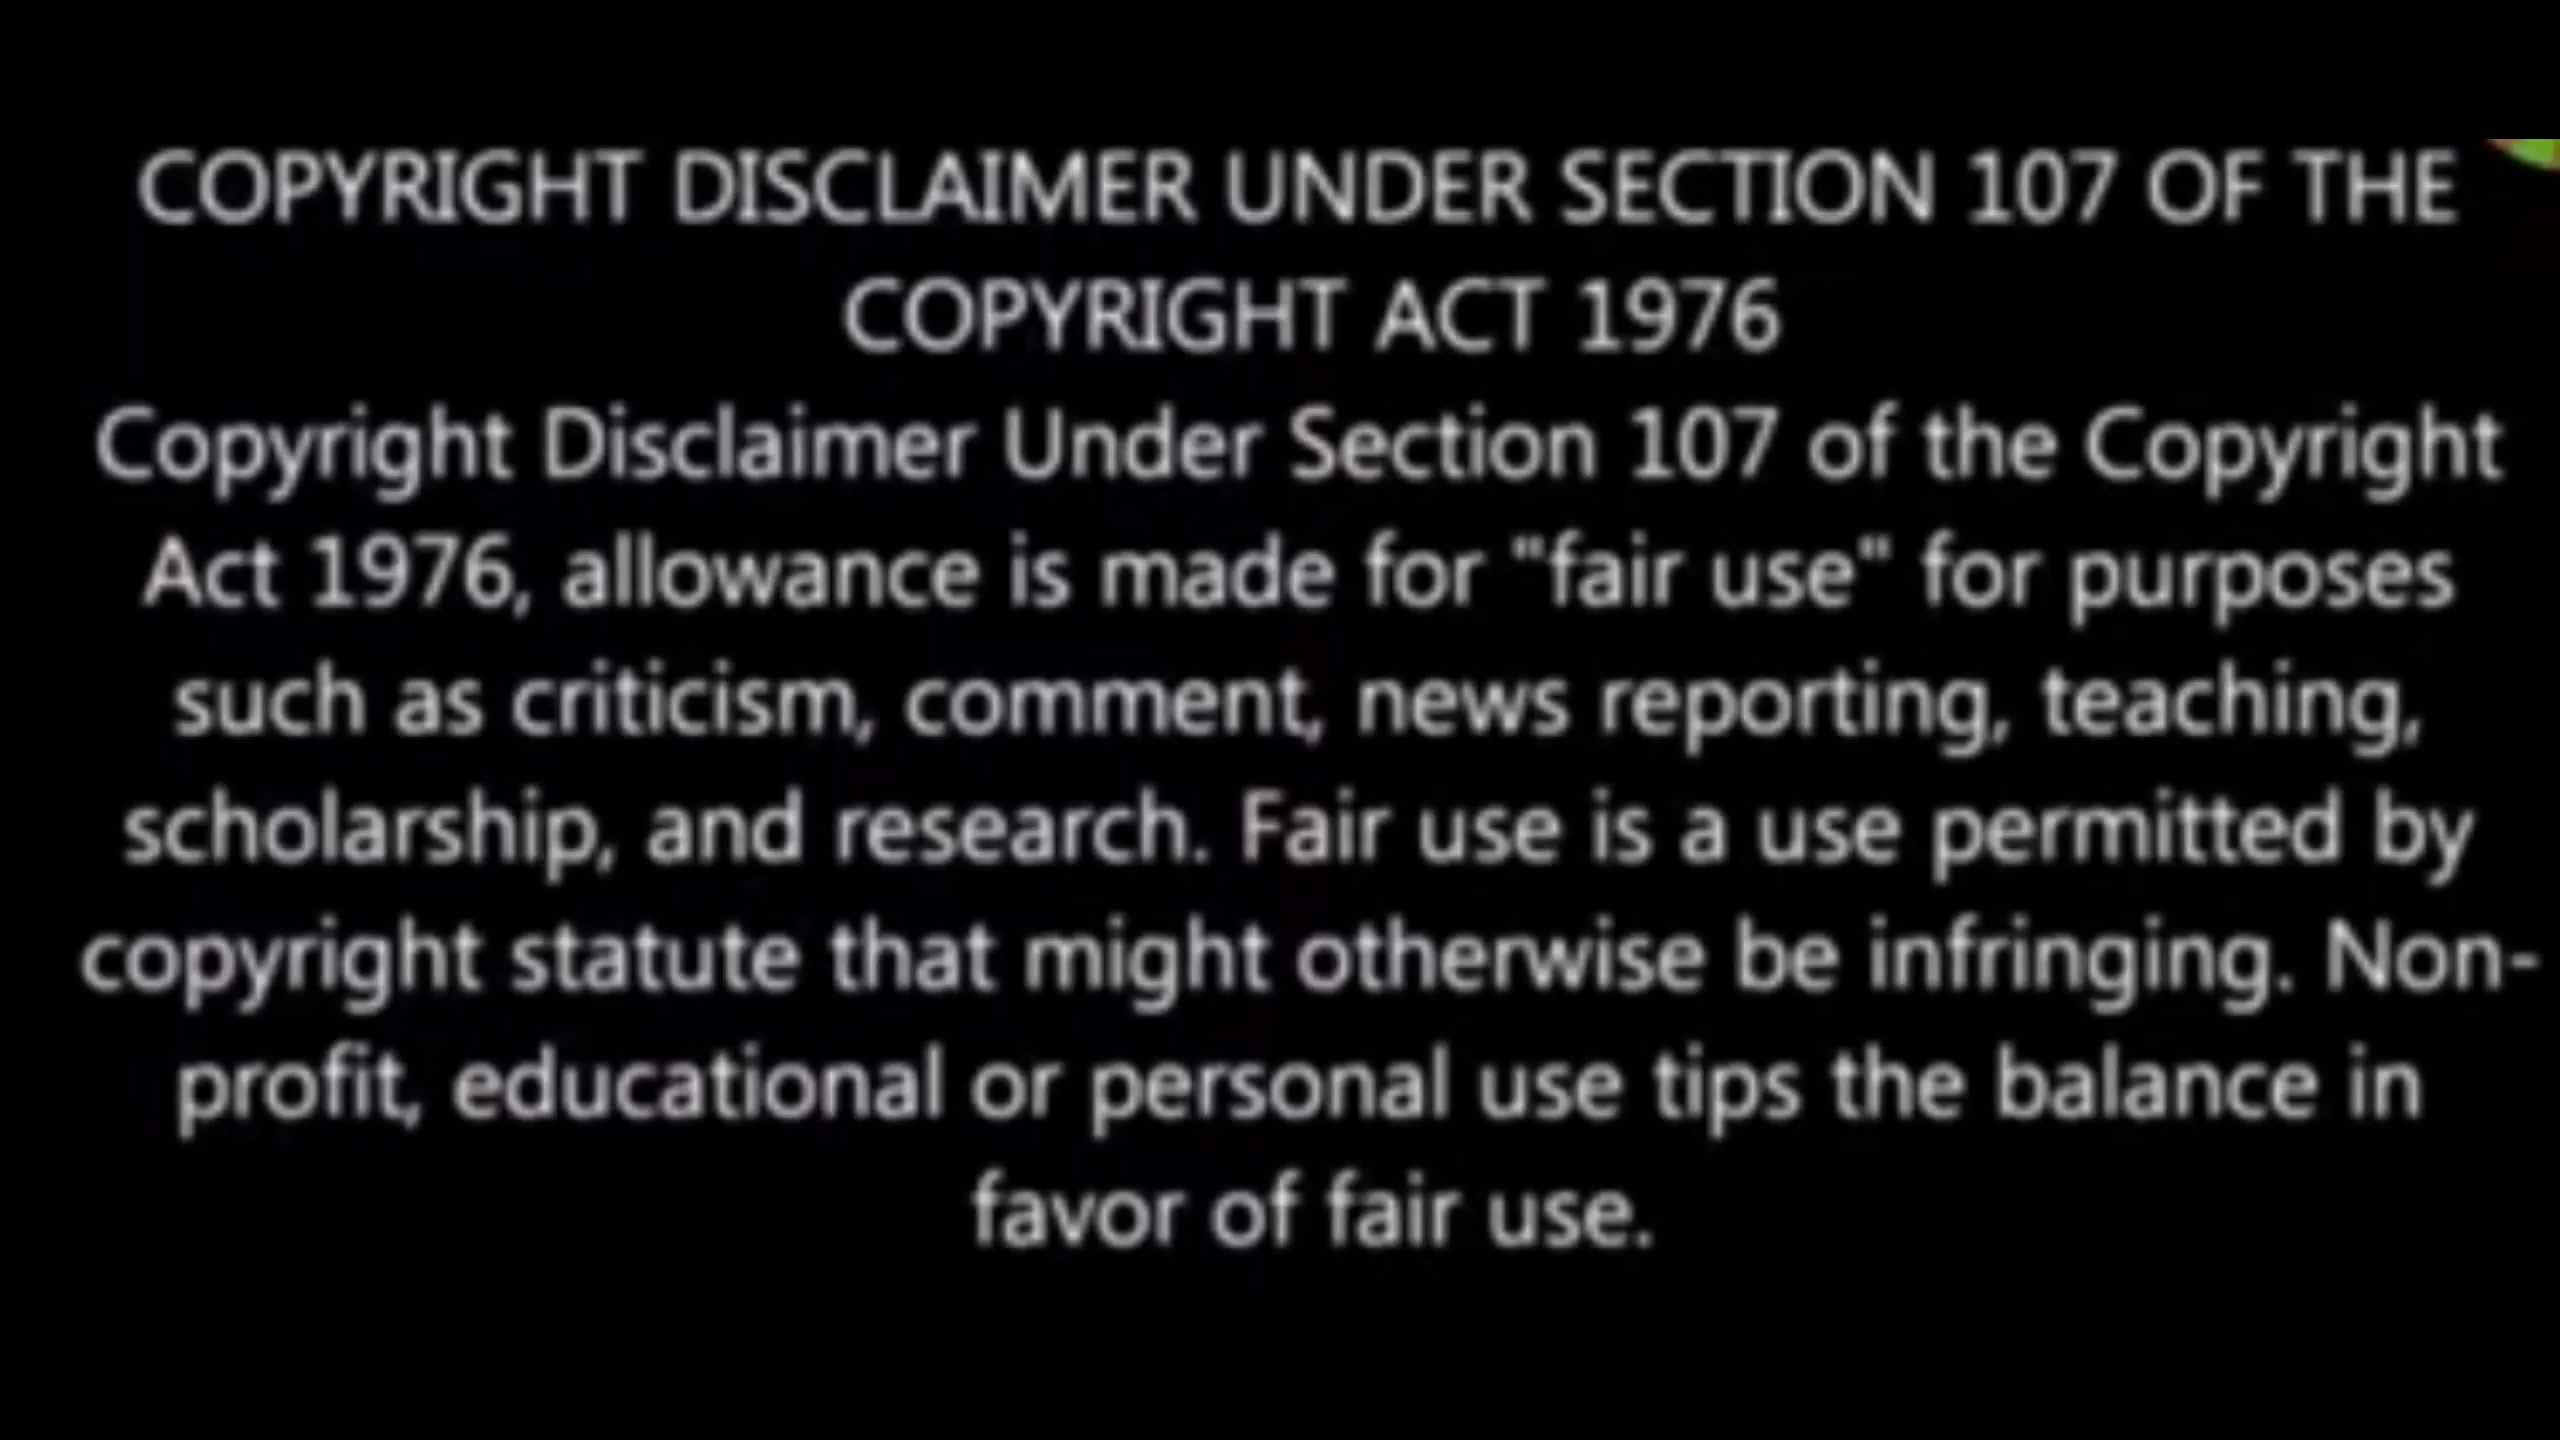 COPYRIGHT DISCLAIMER UNDER SECTION 107 OF THE
COPYRIGHT ACT 1976
Copyright Disclaimer Under Section 107 of the Copyright
Act 1976, allowance is made for "fair use" for purposes
such as criticism, comment, news reporting, teaching,
scholarship, and research. Fair use is a use permitted by
copyright statute that might otherwise be infringing. Non-
profit, educational or personal use tips the balance in
favor of fair use.